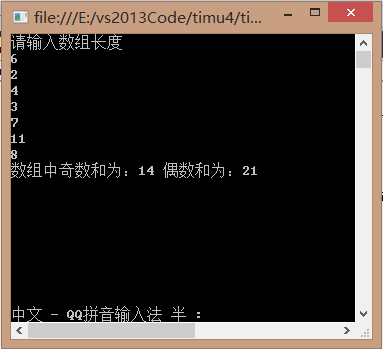 file:///E:/vs2013Code/timu4/ti...
请输入数组长度
6
2
4
3
7
11
8
数组中奇数和为：14 偶数和为：21
中文 - QQ拼音输入法 半 :